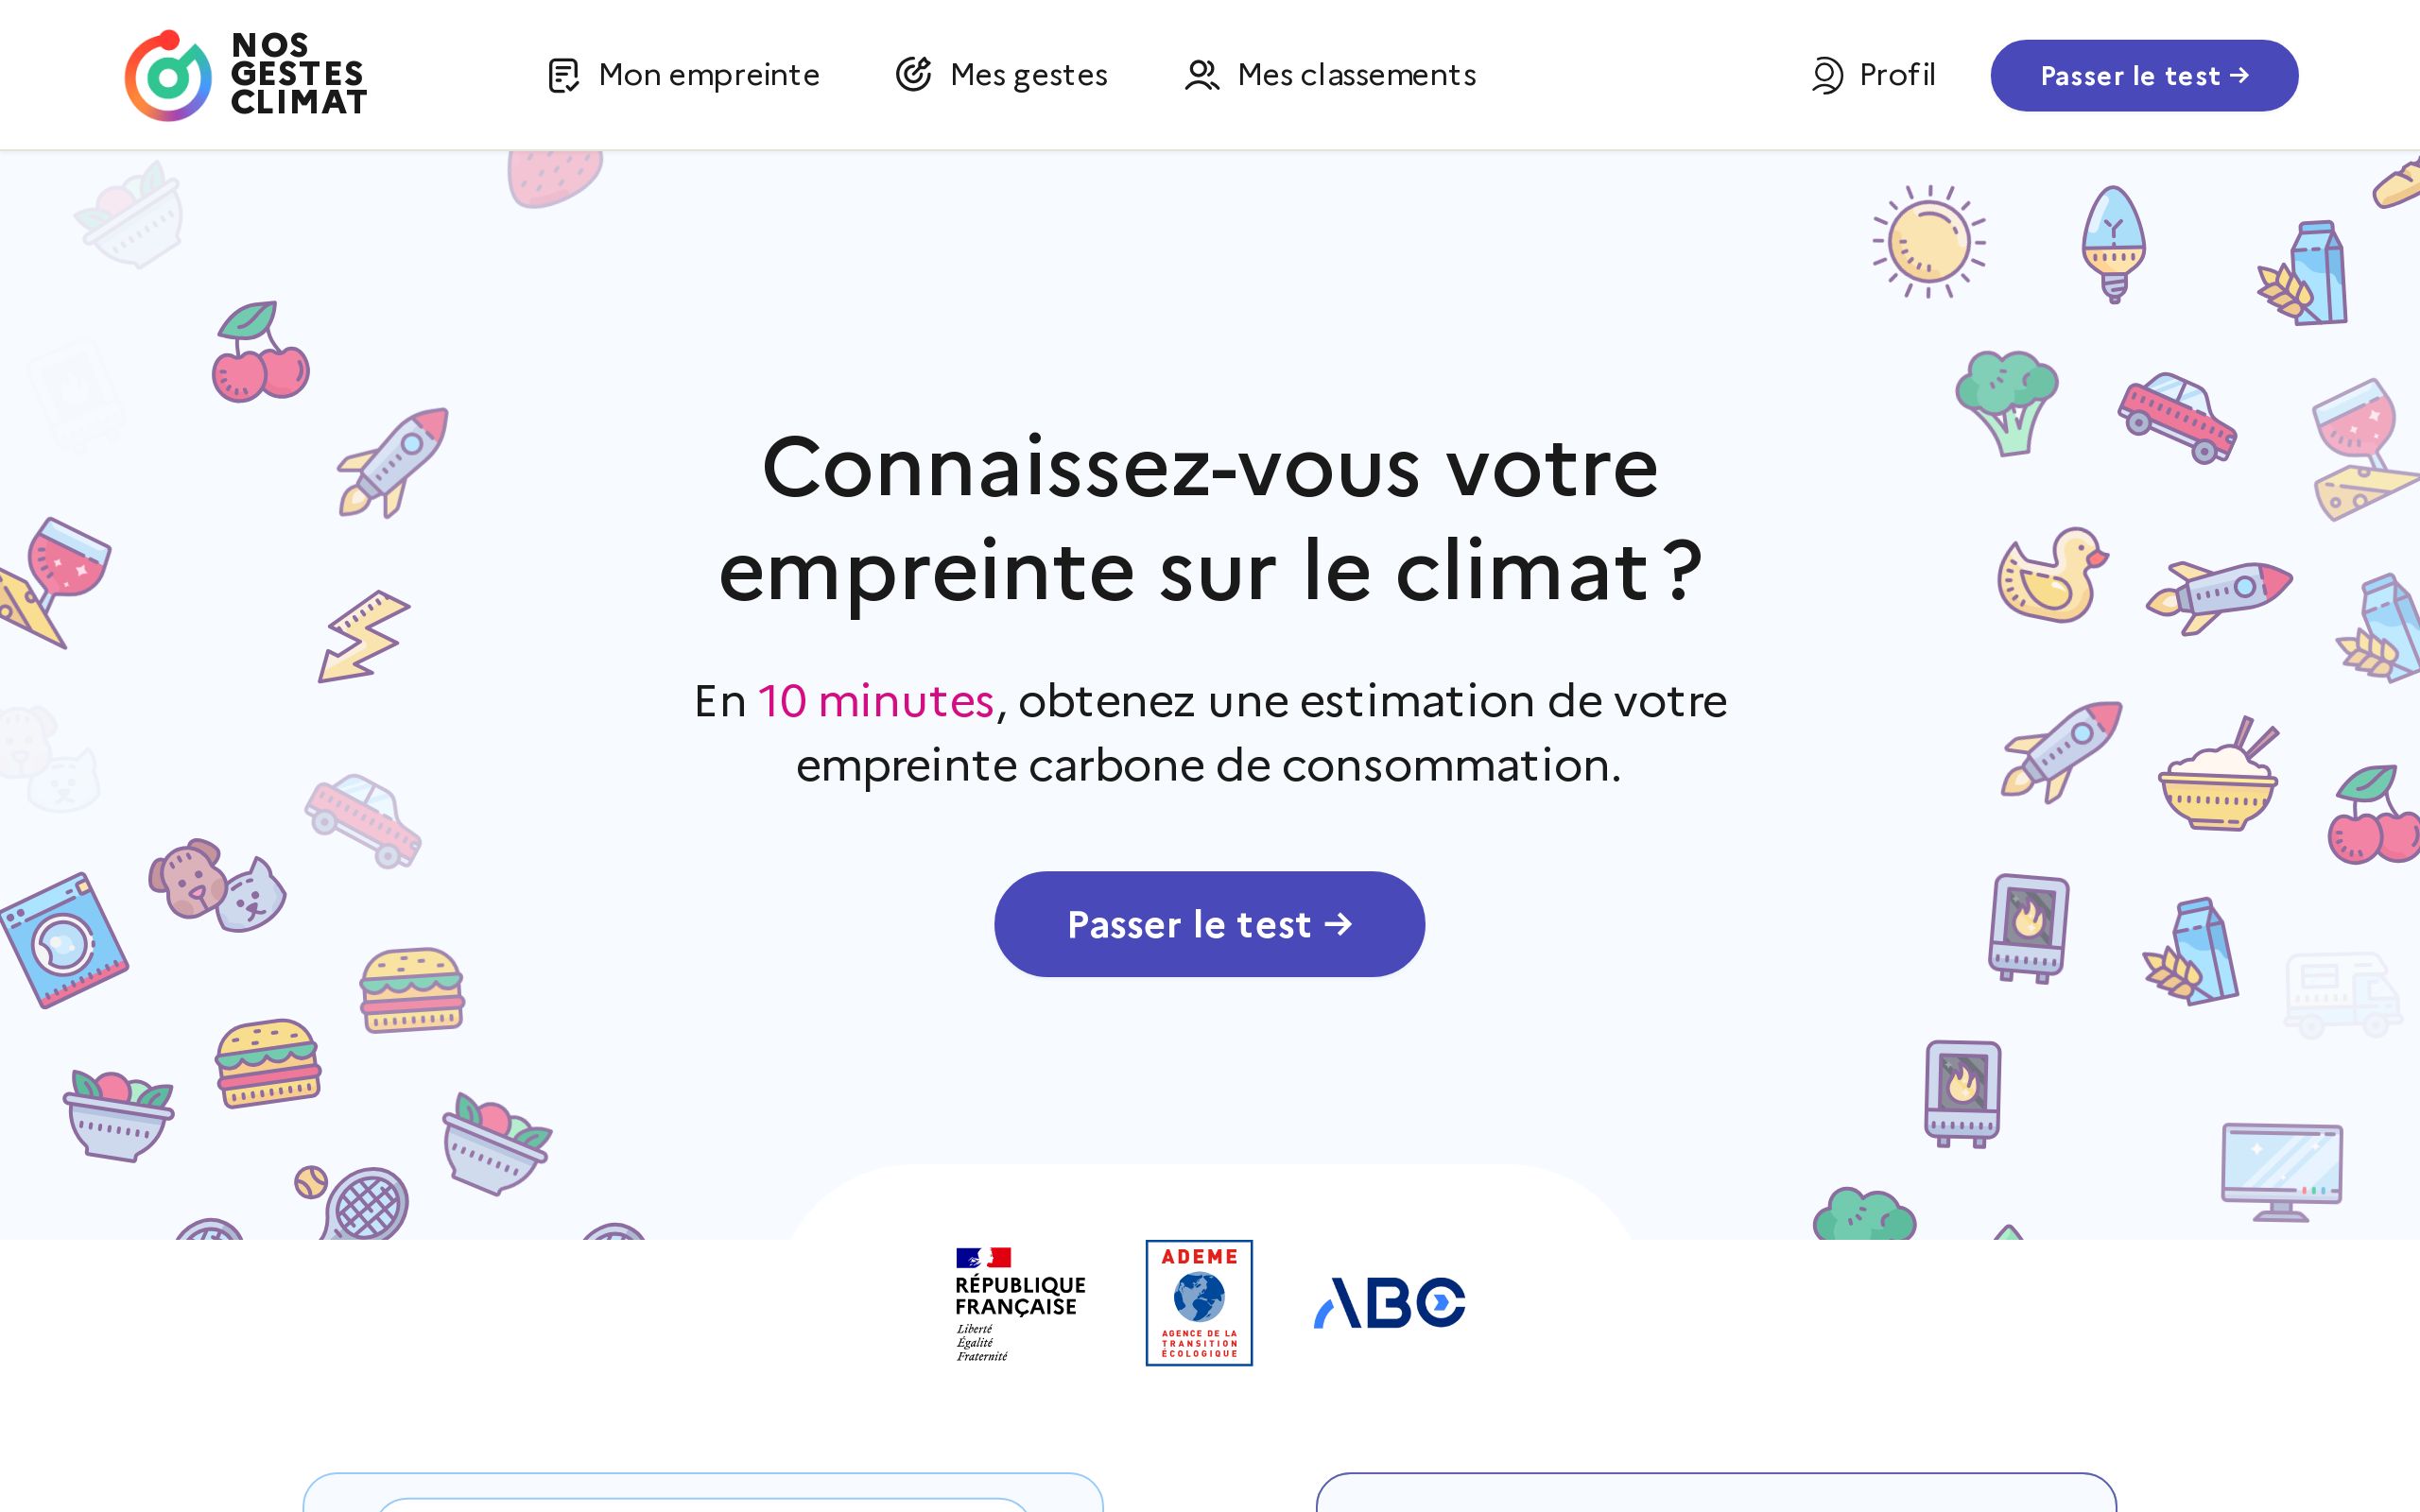 NOS
GESTES
CLIMAT
Mon empreinte
Mes gestes
Mes classements
Profil
Passer le test →
Connaissez-vous votre
empreinte sur le climat ?
En 10 minutes, obtenez une estimation de votre
empreinte carbone de consommation.
Passer le test →
RÉPUBLIQUE
FRANÇAISE
Liberté
Égalité
Fraternité
ADEME
AGENCE DE LA
TRANSITION
ÉCOLOGIQUE
ABC